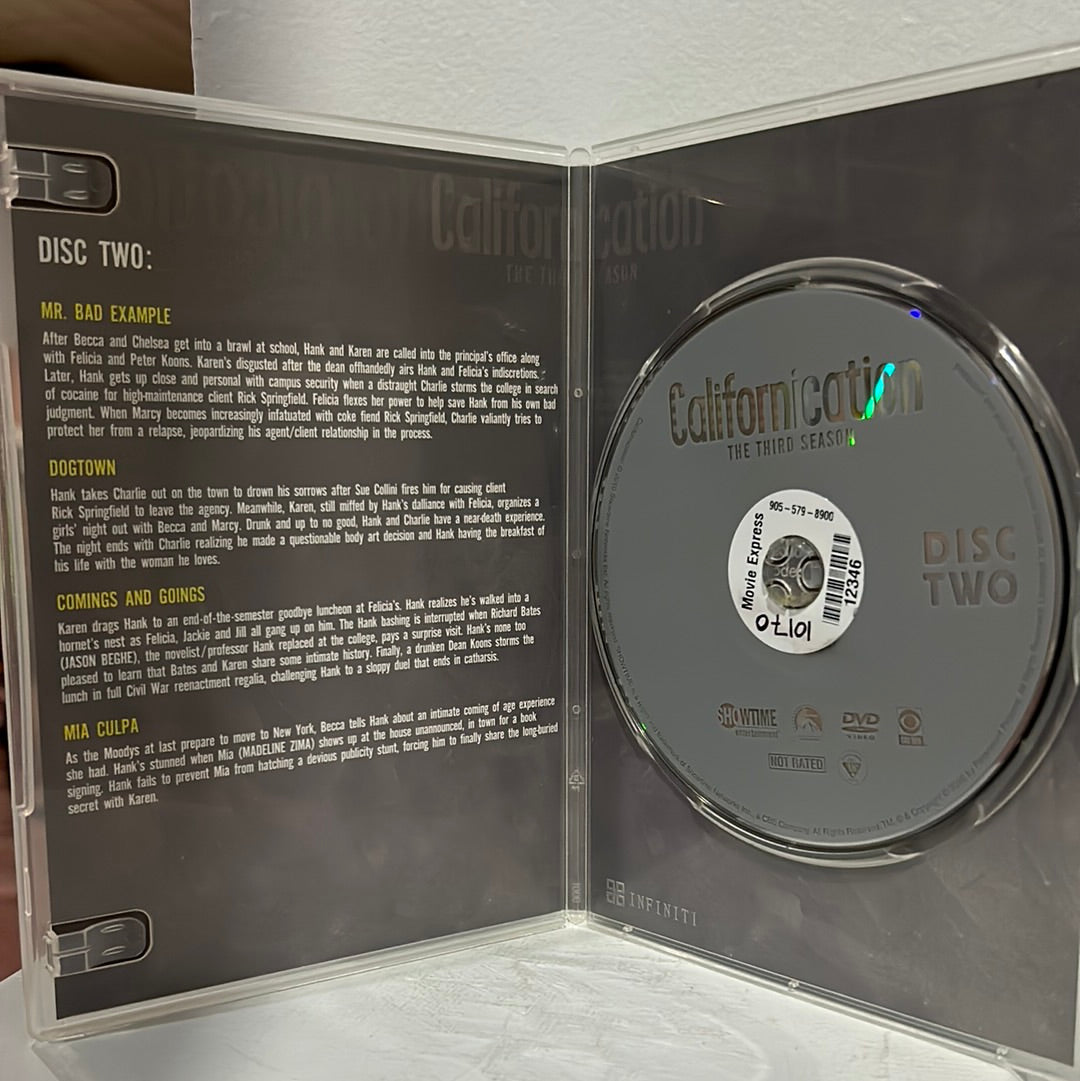 Californication
THE THIRD SEASON
DISC TWO:
MR. BAD EXAMPLE
After Becca and Chelsea get into a brawl at school, Hank and Karen are called into the principal's office along
with Felicia and Peter Koons. Karen's disgusted after the dean offhandedly airs Hank and Felicia's indiscretions.
Later, Hank gets up close and personal with campus security when a distraught Charlie storms the college in search
of cocaine for high-maintenance client Rick Springfield. Felicia flexes her power to help save Hank from his own bad
judgment. When Marcy becomes increasingly infatuated with coke fiend Rick Springfield, Charlie valiantly tries to
protect her from a relapse, jeopardizing his agent/client relationship in the process.
DOGTOWN
Hank takes Charlie out on the town to drown his sorrows after Sue Collini fires him for causing client
Rick Springfield to leave the agency. Meanwhile, Karen, still miffed by Hank's dalliance with Felicia, organizes a
girls' night out with Becca and Marcy. Drunk and up to no good, Hank and Charlie have a near-death experience.
The night ends with Charlie realizing he made a questionable body art decision and Hank having the breakfast of
his life with the woman he loves.
COMINGS AND GOINGS
Karen drags Hank to an end-of-the-semester goodbye luncheon at Felicia's. Hank realizes he's walked into a
hornet's nest as Felicia, Jackie and Jill all gang up on him. The Hank bashing is interrupted when Richard Bates
(JASON BEGHE), the novelist/professor Hank replaced at the college, pays a surprise visit. Hank's none too
pleased to learn that Bates and Karen share some intimate history. Finally, a drunken Dean Koons storms the
lunch in full Civil War reenactment regalia, challenging Hank to a sloppy duel that ends in catharsis.
MIA CULPA
As the Moodys at last prepare to move to New York, Becca tells Hank about an intimate coming of age experience
she had. Hank's stunned when Mia (MADELINE ZIMA) shows up at the house unannounced, in town for a book
signing. Hank fails to prevent Mia from hatching a devious publicity stunt, forcing him to finally share the long-buried
secret with Karen.
Californication
THE THIRD SEASON
905-579-8900
Movie Express
12346
10170
DISC
TWO
SHOWTIME
entertainment
DVD
VIDEO
NOT RATED
INFINITI